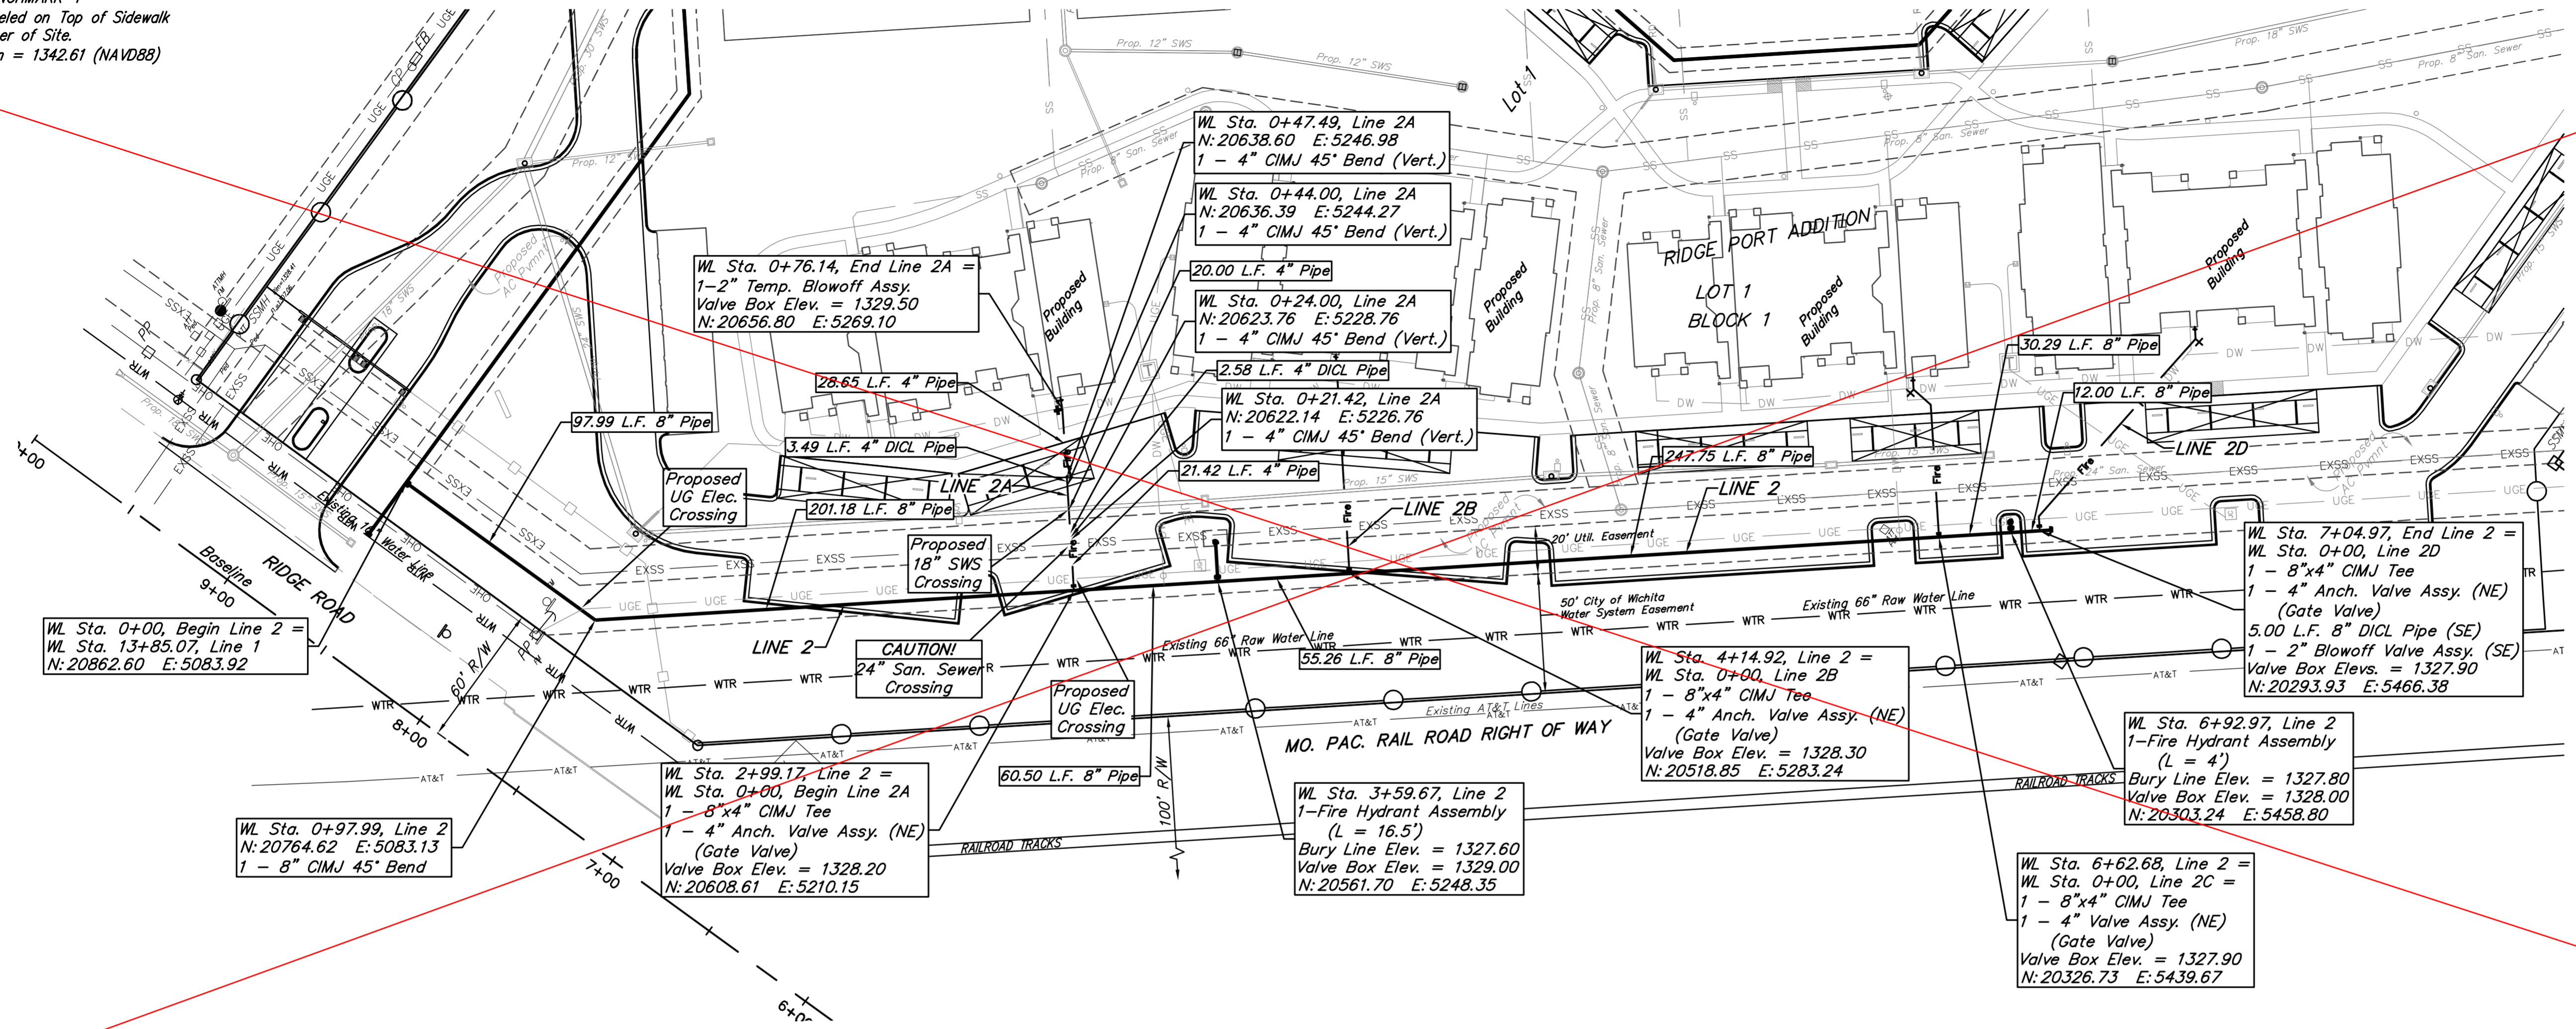 eled on Top of Sidewalk
er of Site.
= 1342.61 (NAVD88)
WL Sta. 0+47.49, Line 2A
N: 20638.60 E: 5246.98
1 - 4" CIMJ 45° Bend (Vert.)
WL Sta. 0+44.00, Line 2A
N: 20636.39 E: 5244.27
1 - 4" CIMJ 45° Bend (Vert.)
20.00 L.F. 4" Pipe
WL Sta. 0+24.00, Line 2A
N: 20623.76 E: 5228.76
1 - 4" CIMJ 45° Bend (Vert.)
2.58 L.F. 4" DICL Pipe
WL Sta. 0+21.42, Line 2A
N: 20622.14 E: 5226.76
1 - 4" CIMJ 45° Bend (Vert.)
21.42 L.F. 4" Pipe
WL Sta. 0+76.14, End Line 2A =
1-2" Temp. Blowoff Assy.
Valve Box Elev. = 1329.50
N: 20656.80 E: 5269.10
28.65 L.F. 4" Pipe
97.99 L.F. 8" Pipe
3.49 L.F. 4" DICL Pipe
Proposed
UG Elec.
Crossing
LINE 2A
201.18 L.F. 8" Pipe
Proposed
18" SWS
Crossing
LINE 2
CAUTION!
24" San. Sewer
Crossing
Proposed
UG Elec.
Crossing
60.50 L.F. 8" Pipe
55.26 L.F. 8" Pipe
LINE 2B
247.75 L.F. 8" Pipe
LINE 2
30.29 L.F. 8" Pipe
12.00 L.F. 8" Pipe
LINE 2D
Lot 1
RIDGE PORT ADDITION
LOT 1
BLOCK 1
Proposed
Building
Proposed
Building
Proposed
Building
Proposed
Building
Prop. 12" SWS
Prop. 12" SWS
Prop. 18" SWS
Prop. 8" San. Sewer
Prop. 8" San. Sewer
Prop. 15" SWS
20' Util. Easement
50' City of Wichita
Water System Easement
Existing 66" Raw Water Line
Existing 66" Raw Water Line
Existing AT&T Lines
MO. PAC. RAIL ROAD RIGHT OF WAY
RAILROAD TRACKS
RAILROAD TRACKS
100' R/W
60' R/W
RIDGE ROAD
Baseline
9+00
8+00
7+00
WL Sta. 0+00, Begin Line 2 =
WL Sta. 13+85.07, Line 1
N: 20862.60 E: 5083.92
WL Sta. 0+97.99, Line 2
N: 20764.62 E: 5083.13
1 - 8" CIMJ 45° Bend
WL Sta. 2+99.17, Line 2 =
WL Sta. 0+00, Begin Line 2A
1 - 8"x4" CIMJ Tee
1 - 4" Anch. Valve Assy. (NE)
(Gate Valve)
Valve Box Elev. = 1328.20
N: 20608.61 E: 5210.15
WL Sta. 3+59.67, Line 2
1-Fire Hydrant Assembly
(L = 16.5')
Bury Line Elev. = 1327.60
Valve Box Elev. = 1329.00
N: 20561.70 E: 5248.35
WL Sta. 4+14.92, Line 2 =
WL Sta. 0+00, Line 2B
1 - 8"x4" CIMJ Tee
1 - 4" Anch. Valve Assy. (NE)
(Gate Valve)
Valve Box Elev. = 1328.30
N: 20518.85 E: 5283.24
WL Sta. 7+04.97, End Line 2 =
WL Sta. 0+00, Line 2D
1 - 8"x4" CIMJ Tee
1 - 4" Anch. Valve Assy. (NE)
(Gate Valve)
5.00 L.F. 8" DICL Pipe (SE)
1 - 2" Blowoff Valve Assy. (SE)
Valve Box Elevs. = 1327.90
N: 20293.93 E: 5466.38
WL Sta. 6+92.97, Line 2
1-Fire Hydrant Assembly
(L = 4')
Bury Line Elev. = 1327.80
Valve Box Elev. = 1328.00
N: 20303.24 E: 5458.80
WL Sta. 6+62.68, Line 2 =
WL Sta. 0+00, Line 2C =
1 - 8"x4" CIMJ Tee
1 - 4" Valve Assy. (NE)
(Gate Valve)
Valve Box Elev. = 1327.90
N: 20326.73 E: 5439.67